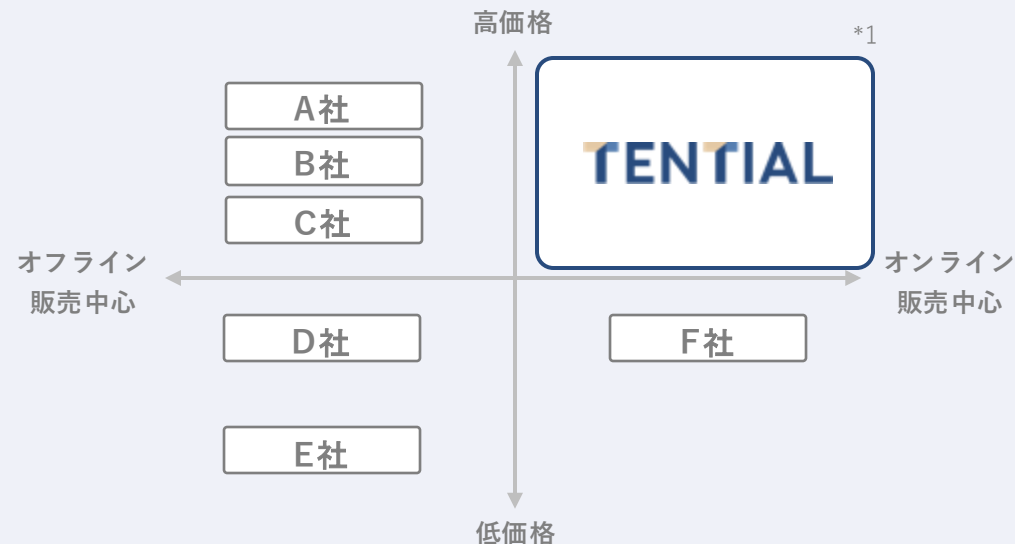 高価格
*1
A社
B社
C社
TENTIAL
オフライン
販売中心
オンライン
販売中心
D社
F社
E社
低価格